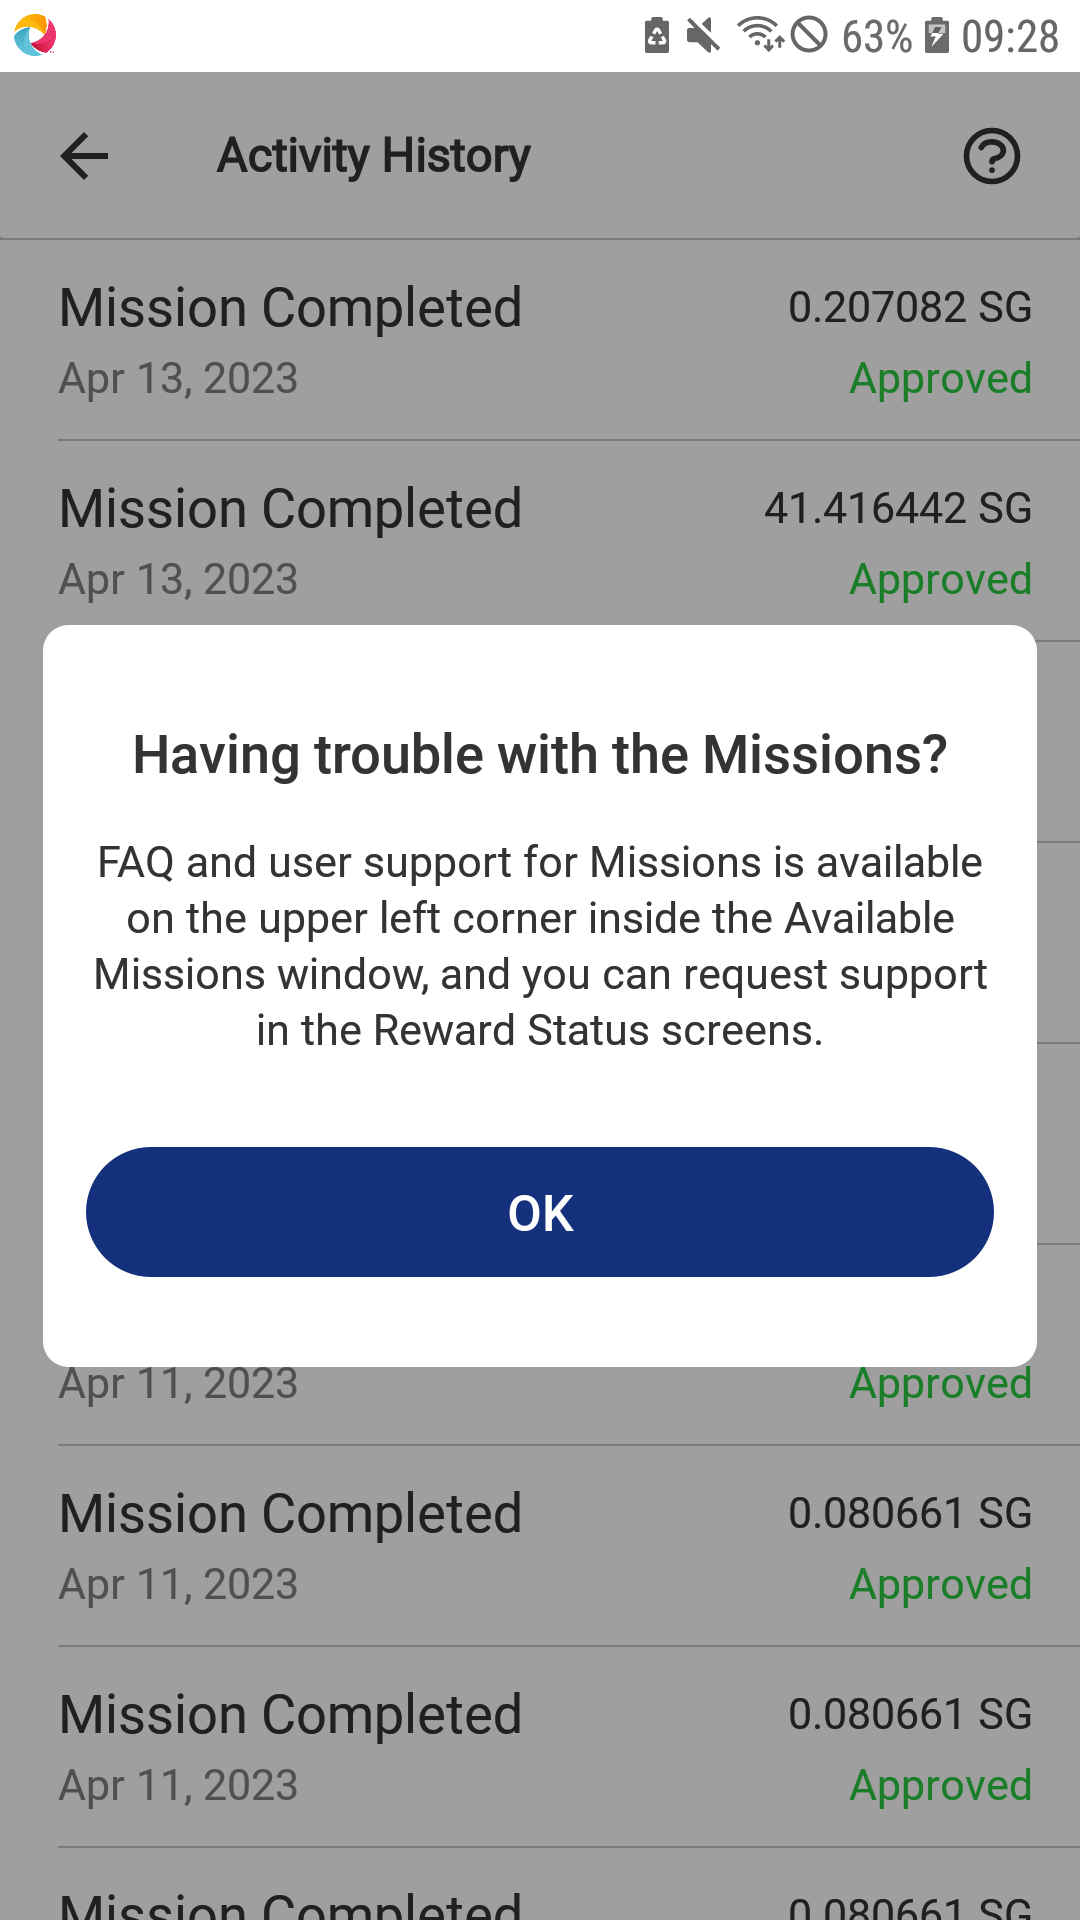 63% 09:28
Activity History
Mission Completed 0.207082 SG
Apr 13, 2023 Approved
Mission Completed 41.416442 SG
Apr 13, 2023 Approved
Having trouble with the Missions?
FAQ and user support for Missions is available
on the upper left corner inside the Available
Missions window, and you can request support
in the Reward Status screens.
OK
Apr 11, 2023 Approved
Mission Completed 0.080661 SG
Apr 11, 2023 Approved
Mission Completed 0.080661 SG
Apr 11, 2023 Approved
Mission Completed 0.080661 SG